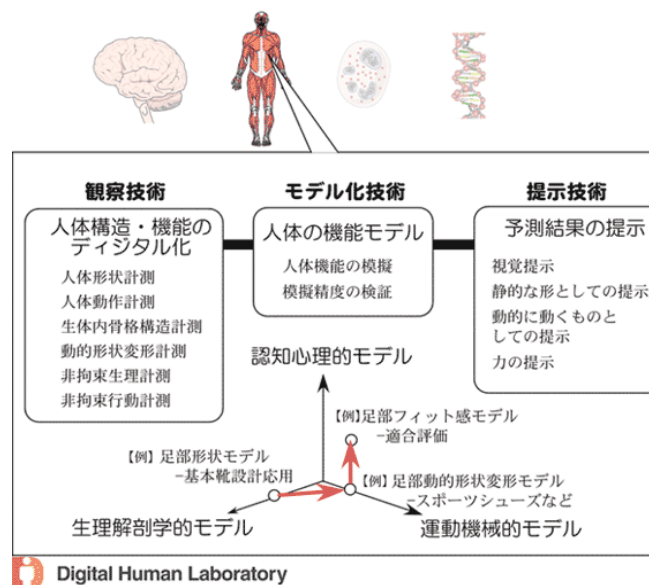 観察技術
モデル化技術
提示技術
人体構造・機能の
ディジタル化
人体形状計測
人体動作計測
生体内骨格構造計測
動的形状変形計測
非拘束生理計測
非拘束行動計測
人体の機能モデル
人体機能の模擬
模擬精度の検証
予測結果の提示
視覚提示
静的な形としての提示
動的に動くものと
しての提示
力の提示
認知心理的モデル
【例】足部フィット感モデル
−適合評価
【例】足部形状モデル
−基本靴設計応用
【例】足部動的形状変形モデル
−スポーツシューズなど
生理解剖学的モデル
運動機械的モデル
Digital Human Laboratory